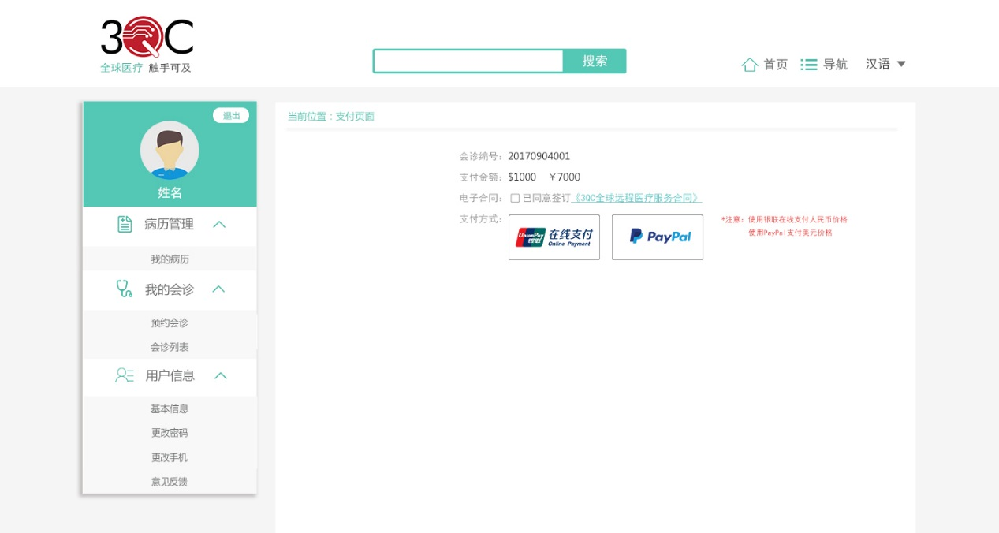 3QC
全球医疗 触手可及
搜索
首页
导航
汉语
退出
姓名
病历管理
我的病历
我的会诊
预约会诊
会诊列表
用户信息
基本信息
更改密码
更改手机
意见反馈
当前位置：支付页面
会诊编号：20170904001
支付金额：$1000 ￥7000
电子合同：已同意签订《3QC全球远程医疗服务合同》
支付方式：
UnionPay 银联 在线支付 Online Payment
PayPal
*注意：使用银联在线支付人民币价格
使用PayPal支付美元价格